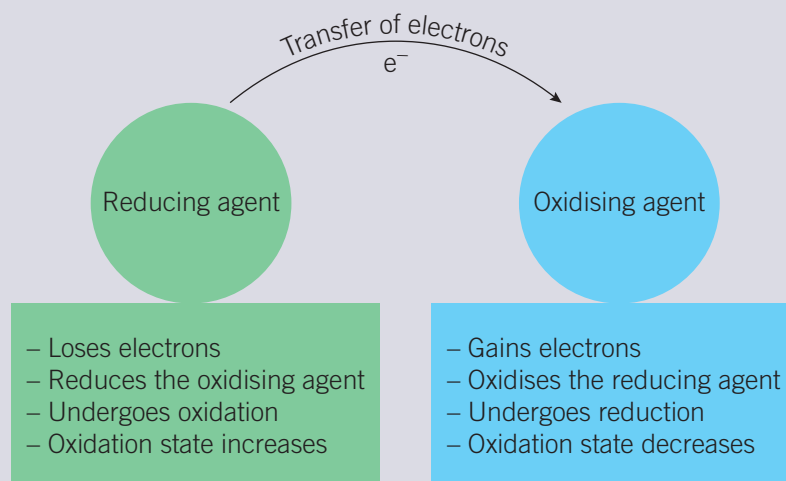 Transfer of electrons
e⁻
Reducing agent
Oxidising agent
– Loses electrons
– Reduces the oxidising agent
– Undergoes oxidation
– Oxidation state increases
– Gains electrons
– Oxidises the reducing agent
– Undergoes reduction
– Oxidation state decreases